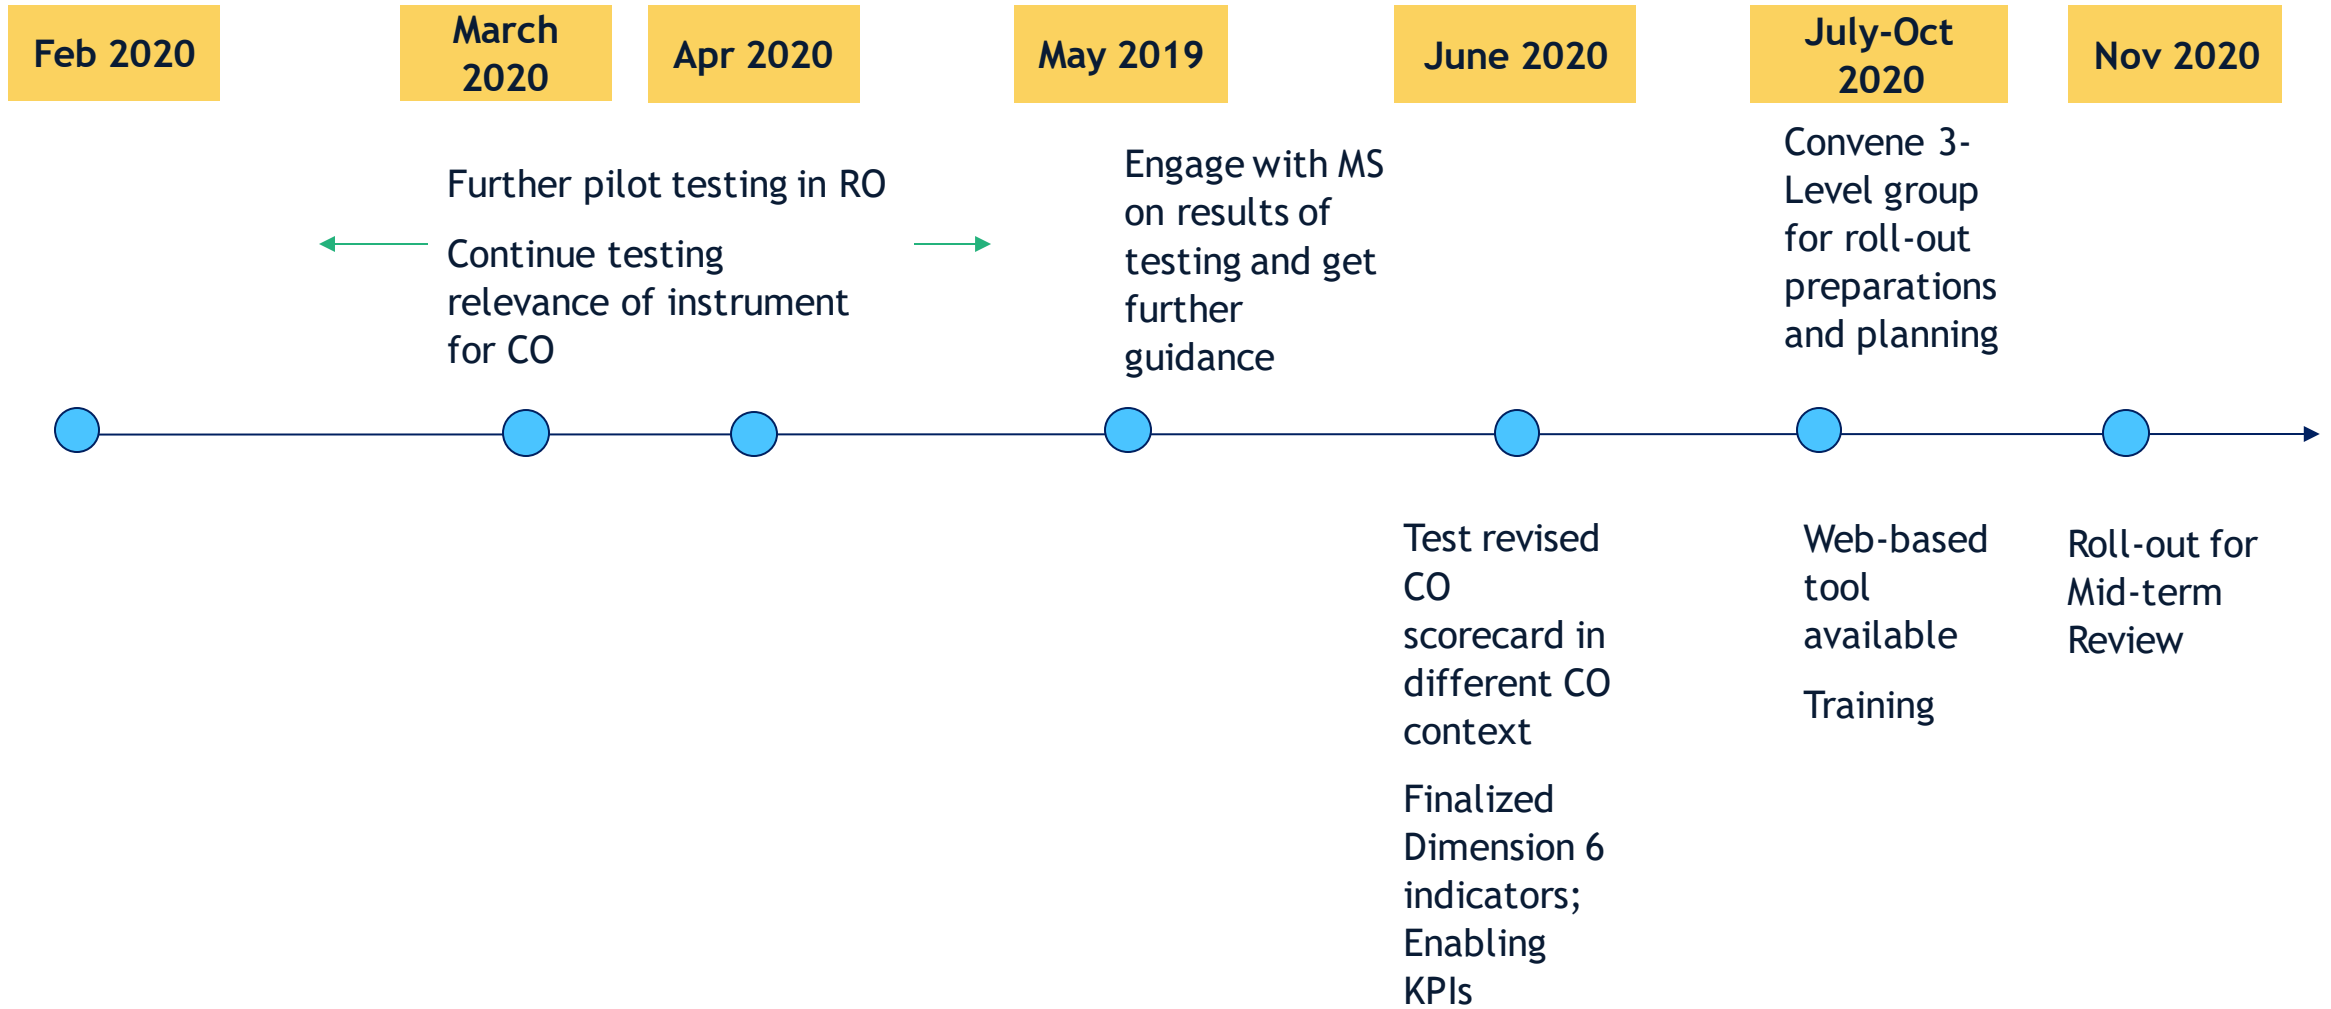 Feb 2020
March
2020
Apr 2020
May 2019
June 2020
July-Oct
2020
Nov 2020
Further pilot testing in RO
Continue testing
relevance of instrument
for CO
Engage with MS
on results of
testing and get
further
guidance
Convene 3-
Level group
for roll-out
preparations
and planning
Test revised
CO
scorecard in
different CO
context
Finalized
Dimension 6
indicators;
Enabling
KPIs
Web-based
tool
available
Training
Roll-out for
Mid-term
Review